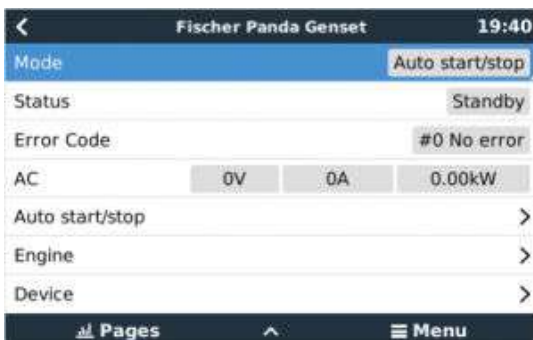 Fischer Panda Genset 19:40
Mode Auto start/stop
Status Standby
Error Code #0 No error
AC 0V 0A 0.00kW
Auto start/stop
Engine
Device
Pages Menu